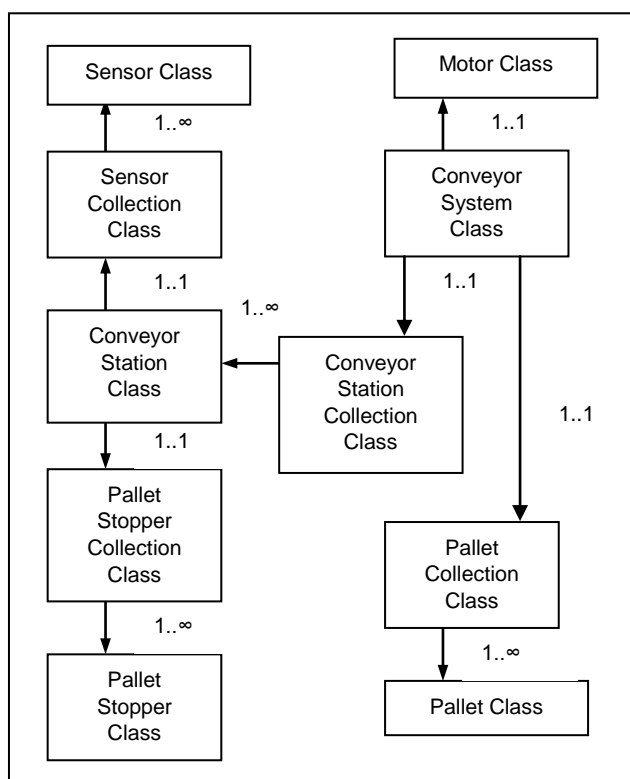 Sensor Class
Motor Class
1..∞
1..1
Sensor
Collection
Class
Conveyor
System
Class
1..1
1..∞
1..1
Conveyor
Station
Class
Conveyor
Station
Collection
Class
1..1
1..1
Pallet
Stopper
Collection
Class
Pallet
Collection
Class
1..∞
1..∞
Pallet
Stopper
Class
Pallet Class